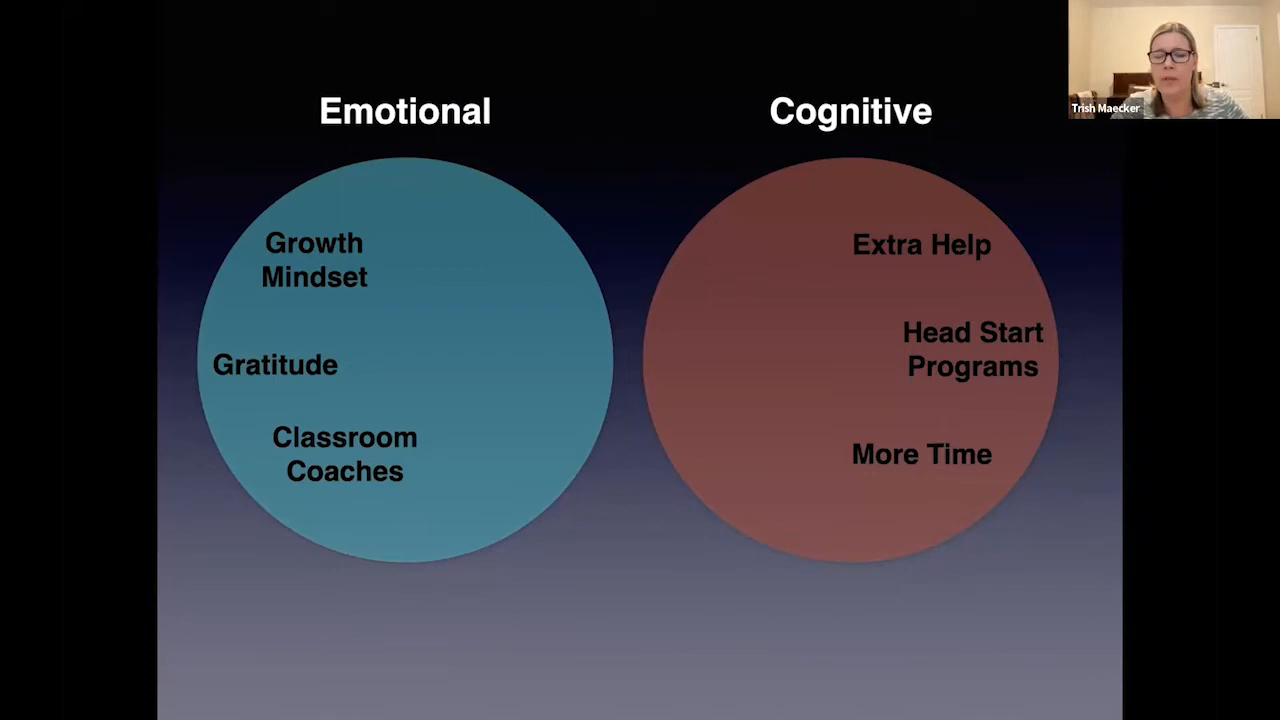 Emotional
Cognitive
Trish Maecker
Growth
Mindset
Gratitude
Classroom
Coaches
Extra Help
Head Start
Programs
More Time